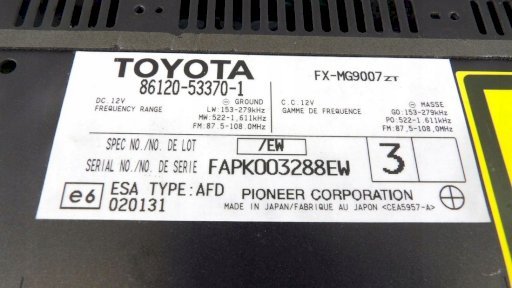 TOYOTA
86120-53370-1
FX-MG9007ZT
DC.12V ⊖ GROUND
FREQUENCY RANGE LW:153-279kHz
MW:522-1,611kHz
FM:87.5-108.0MHz
C.C.12V ⊖ MASSE
GAMME DE FREQUENCE GO:153-279kHz
PO:522-1,611kHz
FM:87,5-108,0MHz
SPEC NO./NO. DE LOT /EW
SERIAL NO./NO. DE SERIE FAPK003288EW
3
e6
ESA TYPE:AFD
020131
PIONEER CORPORATION
MADE IN JAPAN/FABRIQUE AU JAPON <CEA5957-A>